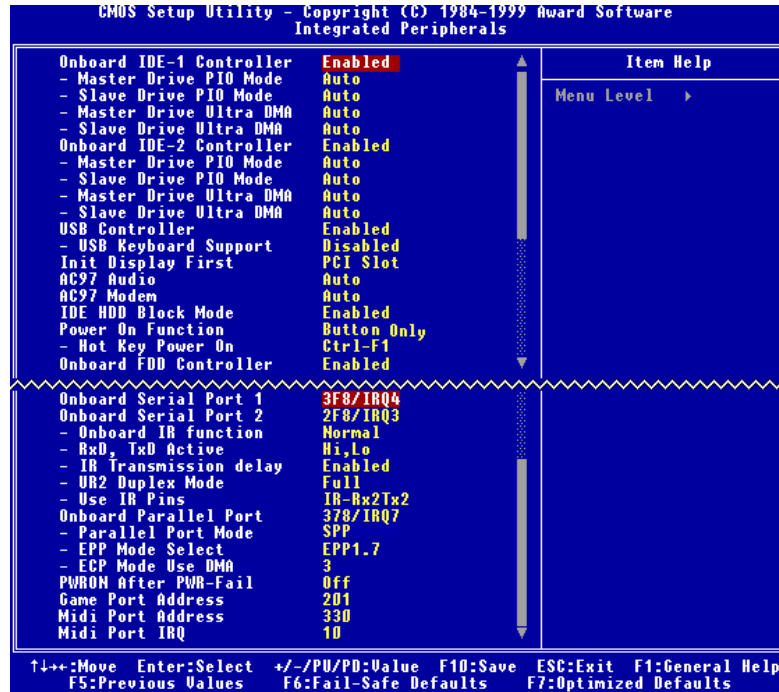 CMOS Setup Utility - Copyright (C) 1984-1999 Award Software
Integrated Peripherals
Onboard IDE-1 Controller Enabled
- Master Drive PIO Mode Auto
- Slave Drive PIO Mode Auto
- Master Drive Ultra DMA Auto
- Slave Drive Ultra DMA Auto
Onboard IDE-2 Controller Enabled
- Master Drive PIO Mode Auto
- Slave Drive PIO Mode Auto
- Master Drive Ultra DMA Auto
- Slave Drive Ultra DMA Auto
USB Controller Enabled
- USB Keyboard Support Disabled
Init Display First PCI Slot
AC97 Audio Auto
AC97 Modem Auto
IDE HDD Block Mode Enabled
Power On Function Button Only
- Hot Key Power On Ctrl-F1
Onboard FDD Controller Enabled
Onboard Serial Port 1 3F8/IRQ4
Onboard Serial Port 2 2F8/IRQ3
- Onboard IR function Normal
- RxD, TxD Active Hi,Lo
- IR Transmission delay Enabled
- UR2 Duplex Mode Full
- Use IR Pins IR-Rx2Tx2
Onboard Parallel Port 378/IRQ7
- Parallel Port Mode SPP
- EPP Mode Select EPP1.7
- ECP Mode Use DMA 3
PWRON After PWR-Fail Off
Game Port Address 201
Midi Port Address 330
Midi Port IRQ 10
Item Help
Menu Level ▸
↑↓→←:Move Enter:Select +/-/PU/PD:Value F10:Save ESC:Exit F1:General Help
F5:Previous Values F6:Fail-Safe Defaults F7:Optimized Defaults